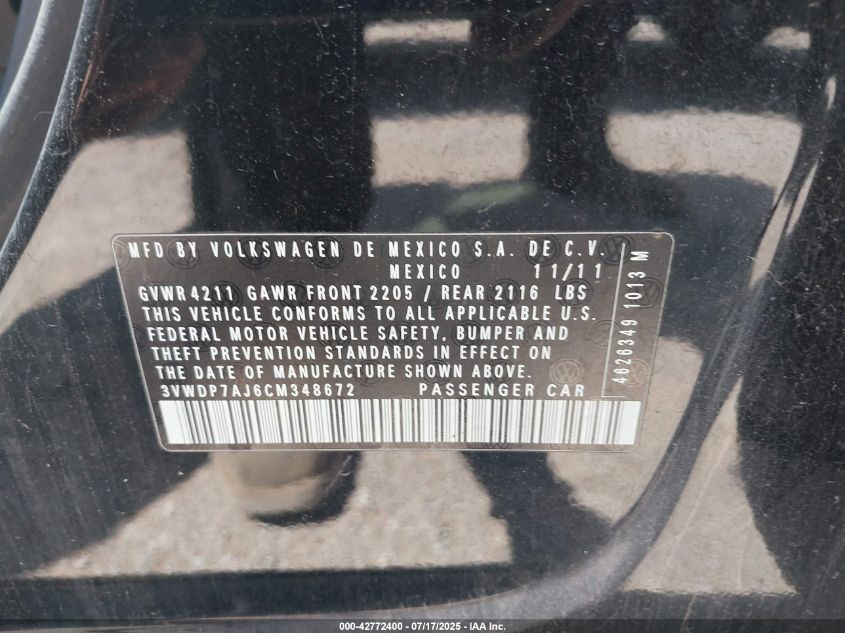 MFD BY VOLKSWAGEN DE MEXICO S.A. DE C.V.
MEXICO 11/11
GVWR 4211 GAWR FRONT 2205 / REAR 2116 LBS
THIS VEHICLE CONFORMS TO ALL APPLICABLE U.S.
FEDERAL MOTOR VEHICLE SAFETY, BUMPER AND
THEFT PREVENTION STANDARDS IN EFFECT ON
THE DATE OF MANUFACTURE SHOWN ABOVE.
3VWDP7AJ6CM348672 PASSENGER CAR
4626349 1013 M
000-42772400 - 07/17/2025 - IAA Inc.